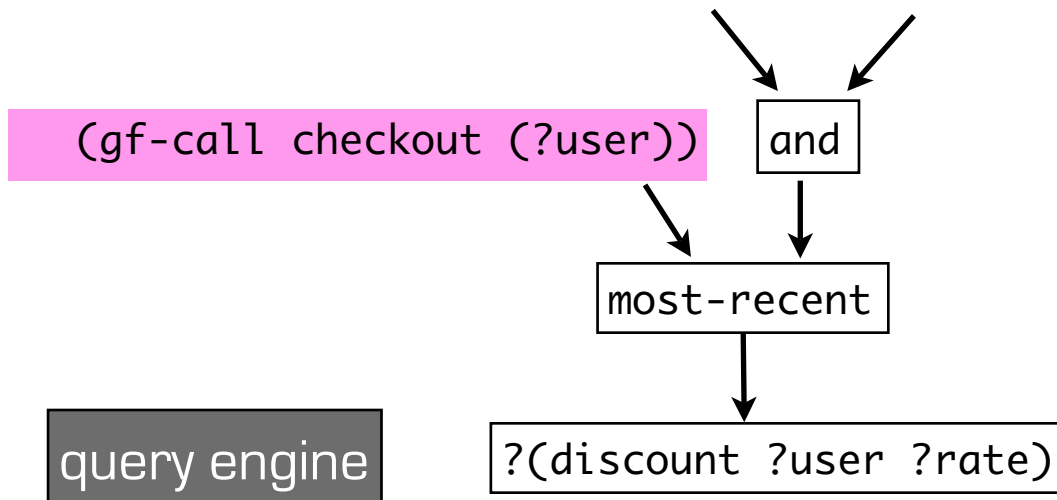 (gf-call checkout (?user))
and
most-recent
query engine
?(discount ?user ?rate)